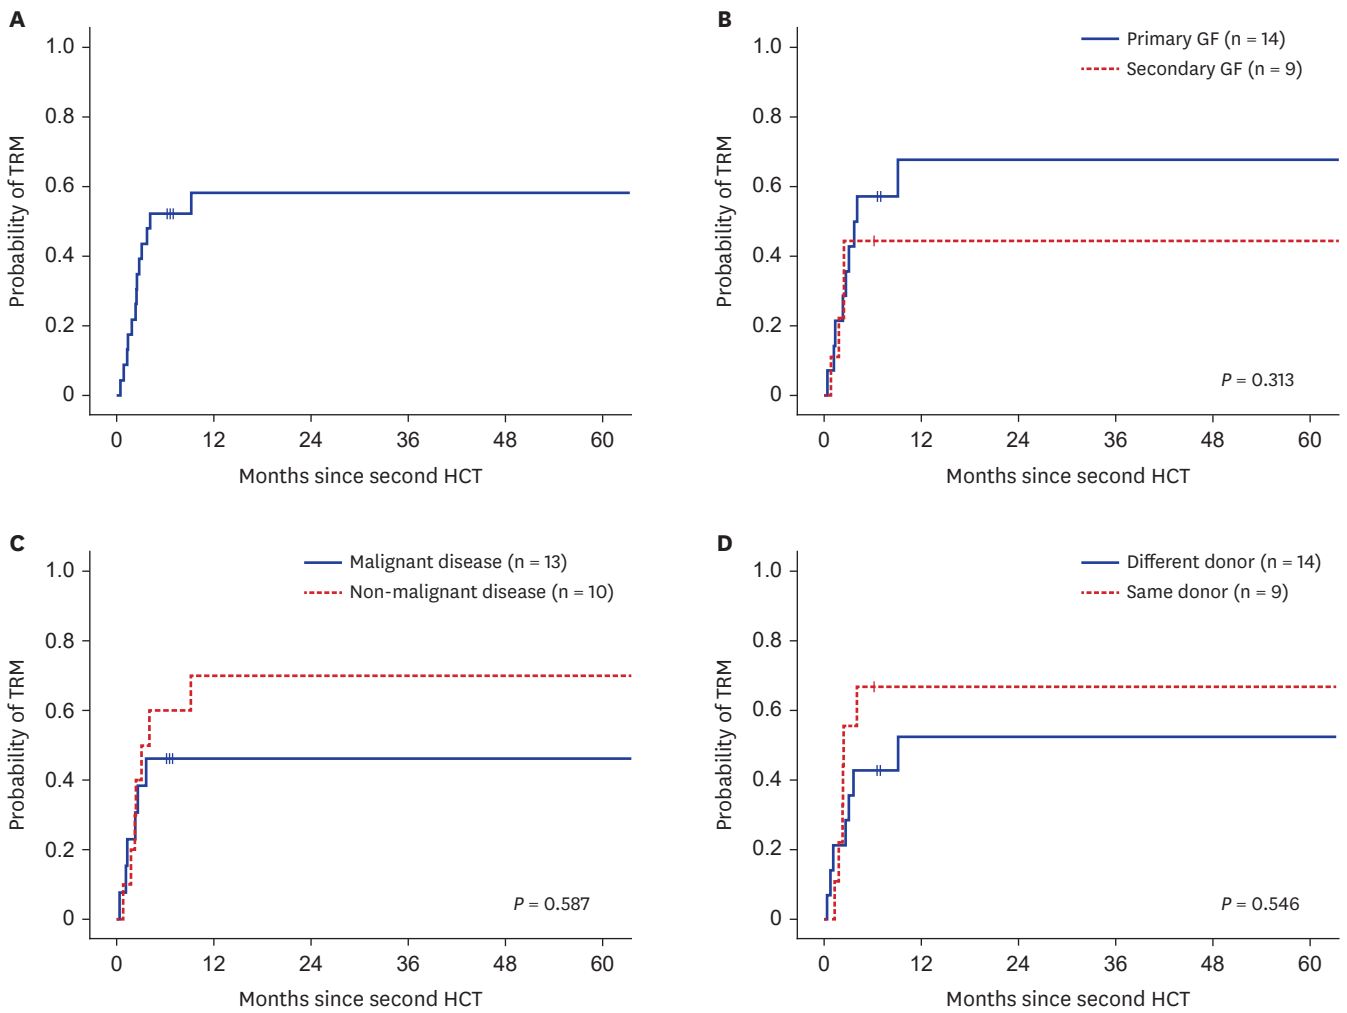 A
1.0
0.8
0.6
0.4
0.2
0
Probability of TRM
0 12 24 36 48 60
Months since second HCT
B
Primary GF (n = 14)
Secondary GF (n = 9)
1.0
0.8
0.6
0.4
0.2
0
Probability of TRM
P = 0.313
0 12 24 36 48 60
Months since second HCT
C
Malignant disease (n = 13)
Non-malignant disease (n = 10)
1.0
0.8
0.6
0.4
0.2
0
Probability of TRM
P = 0.587
0 12 24 36 48 60
Months since second HCT
D
Different donor (n = 14)
Same donor (n = 9)
1.0
0.8
0.6
0.4
0.2
0
Probability of TRM
P = 0.546
0 12 24 36 48 60
Months since second HCT